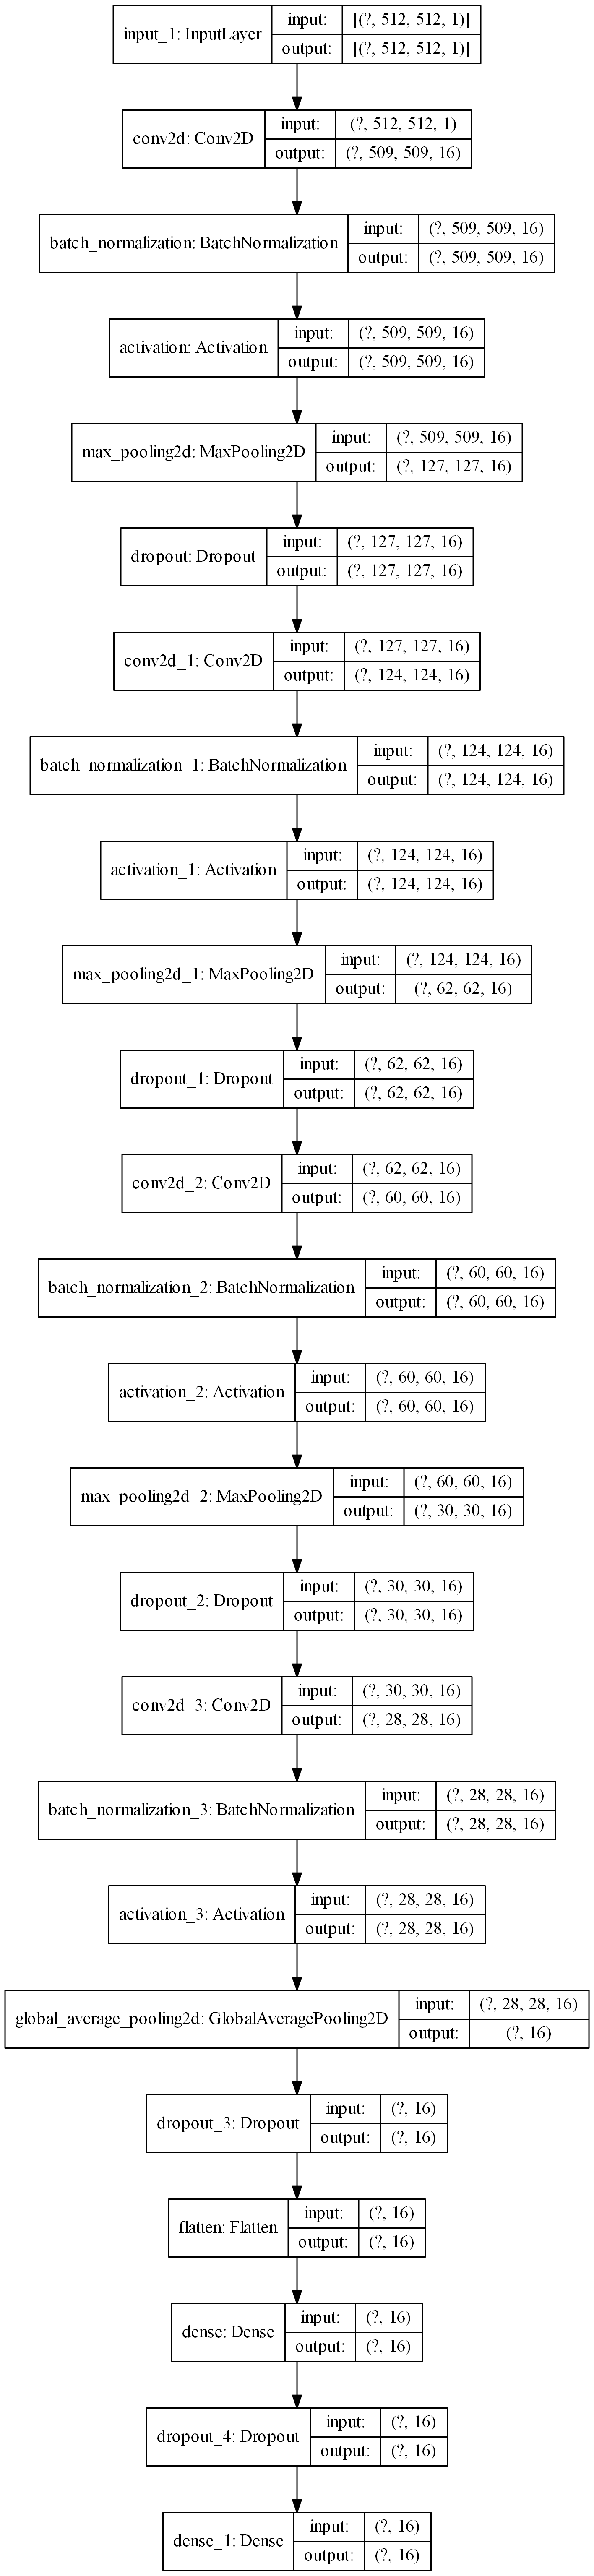 input_1: InputLayer
input: [(?, 512, 512, 1)]
output: [(?, 512, 512, 1)]
conv2d: Conv2D
input: (?, 512, 512, 1)
output: (?, 509, 509, 16)
batch_normalization: BatchNormalization
input: (?, 509, 509, 16)
output: (?, 509, 509, 16)
activation: Activation
input: (?, 509, 509, 16)
output: (?, 509, 509, 16)
max_pooling2d: MaxPooling2D
input: (?, 509, 509, 16)
output: (?, 127, 127, 16)
dropout: Dropout
input: (?, 127, 127, 16)
output: (?, 127, 127, 16)
conv2d_1: Conv2D
input: (?, 127, 127, 16)
output: (?, 124, 124, 16)
batch_normalization_1: BatchNormalization
input: (?, 124, 124, 16)
output: (?, 124, 124, 16)
activation_1: Activation
input: (?, 124, 124, 16)
output: (?, 124, 124, 16)
max_pooling2d_1: MaxPooling2D
input: (?, 124, 124, 16)
output: (?, 62, 62, 16)
dropout_1: Dropout
input: (?, 62, 62, 16)
output: (?, 62, 62, 16)
conv2d_2: Conv2D
input: (?, 62, 62, 16)
output: (?, 60, 60, 16)
batch_normalization_2: BatchNormalization
input: (?, 60, 60, 16)
output: (?, 60, 60, 16)
activation_2: Activation
input: (?, 60, 60, 16)
output: (?, 60, 60, 16)
max_pooling2d_2: MaxPooling2D
input: (?, 60, 60, 16)
output: (?, 30, 30, 16)
dropout_2: Dropout
input: (?, 30, 30, 16)
output: (?, 30, 30, 16)
conv2d_3: Conv2D
input: (?, 30, 30, 16)
output: (?, 28, 28, 16)
batch_normalization_3: BatchNormalization
input: (?, 28, 28, 16)
output: (?, 28, 28, 16)
activation_3: Activation
input: (?, 28, 28, 16)
output: (?, 28, 28, 16)
global_average_pooling2d: GlobalAveragePooling2D
input: (?, 28, 28, 16)
output: (?, 16)
dropout_3: Dropout
input: (?, 16)
output: (?, 16)
flatten: Flatten
input: (?, 16)
output: (?, 16)
dense: Dense
input: (?, 16)
output: (?, 16)
dropout_4: Dropout
input: (?, 16)
output: (?, 16)
dense_1: Dense
input: (?, 16)
output: (?, 16)